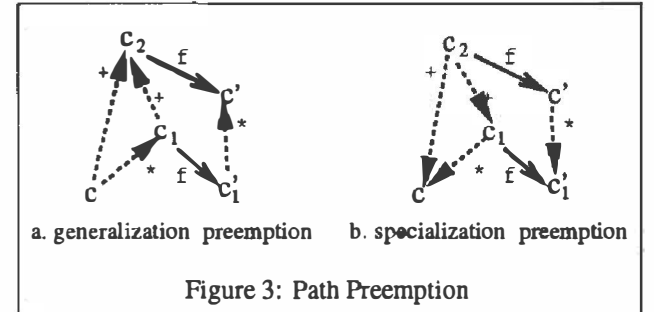 C2 f C2 f
+ +
+ C' + C'
* *
C1 C1
* f * f
C C'1 C C'1
a. generalization preemption b. specialization preemption
Figure 3: Path Preemption